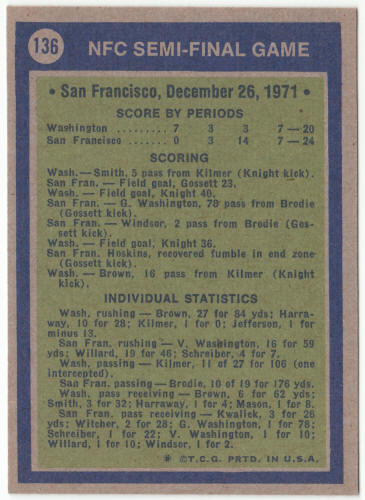 136
NFC SEMI-FINAL GAME
• San Francisco, December 26, 1971 •
SCORE BY PERIODS
Washington ........ 7 3 3 7 — 20
San Francisco ...... 0 3 14 7 — 24
SCORING
Wash. — Smith, 5 pass from Kilmer (Knight kick).
San Fran. — Field goal, Gossett 23.
Wash. — Field goal, Knight 40.
San Fran. — G. Washington, 78 pass from Brodie
(Gossett kick).
San Fran. — Windsor, 2 pass from Brodie (Gos-
sett kick).
Wash. — Field goal, Knight 36.
San Fran. Hoskins, recovered fumble in end zone
(Gossett kick).
Wash. — Brown, 16 pass from Kilmer (Knight
kick).
INDIVIDUAL STATISTICS
Wash. rushing — Brown, 27 for 84 yds; Harra-
way, 10 for 28; Kilmer, 1 for 0; Jefferson, 1 for
minus 13.
San Fran. rushing — V. Washington, 16 for 59
yds; Willard, 19 for 46; Schreiber, 4 for 7.
Wash. passing — Kilmer, 11 of 27 for 106 (one
intercepted).
San Fran. passing — Brodie, 10 of 19 for 176 yds.
Wash. pass receiving — Brown, 6 for 62 yds;
Smith, 3 for 32; Harraway, 1 for 4; Mason, 1 for 8.
San Fran. pass receiving — Kwalick, 3 for 26
yds; Witcher, 2 for 28; G. Washington, 1 for 78;
Schreiber, 1 for 22; V. Washington, 1 for 10;
Willard, 1 for 10; Windsor, 1 for 2.
* © T.C.G. PRTD. IN U.S.A.